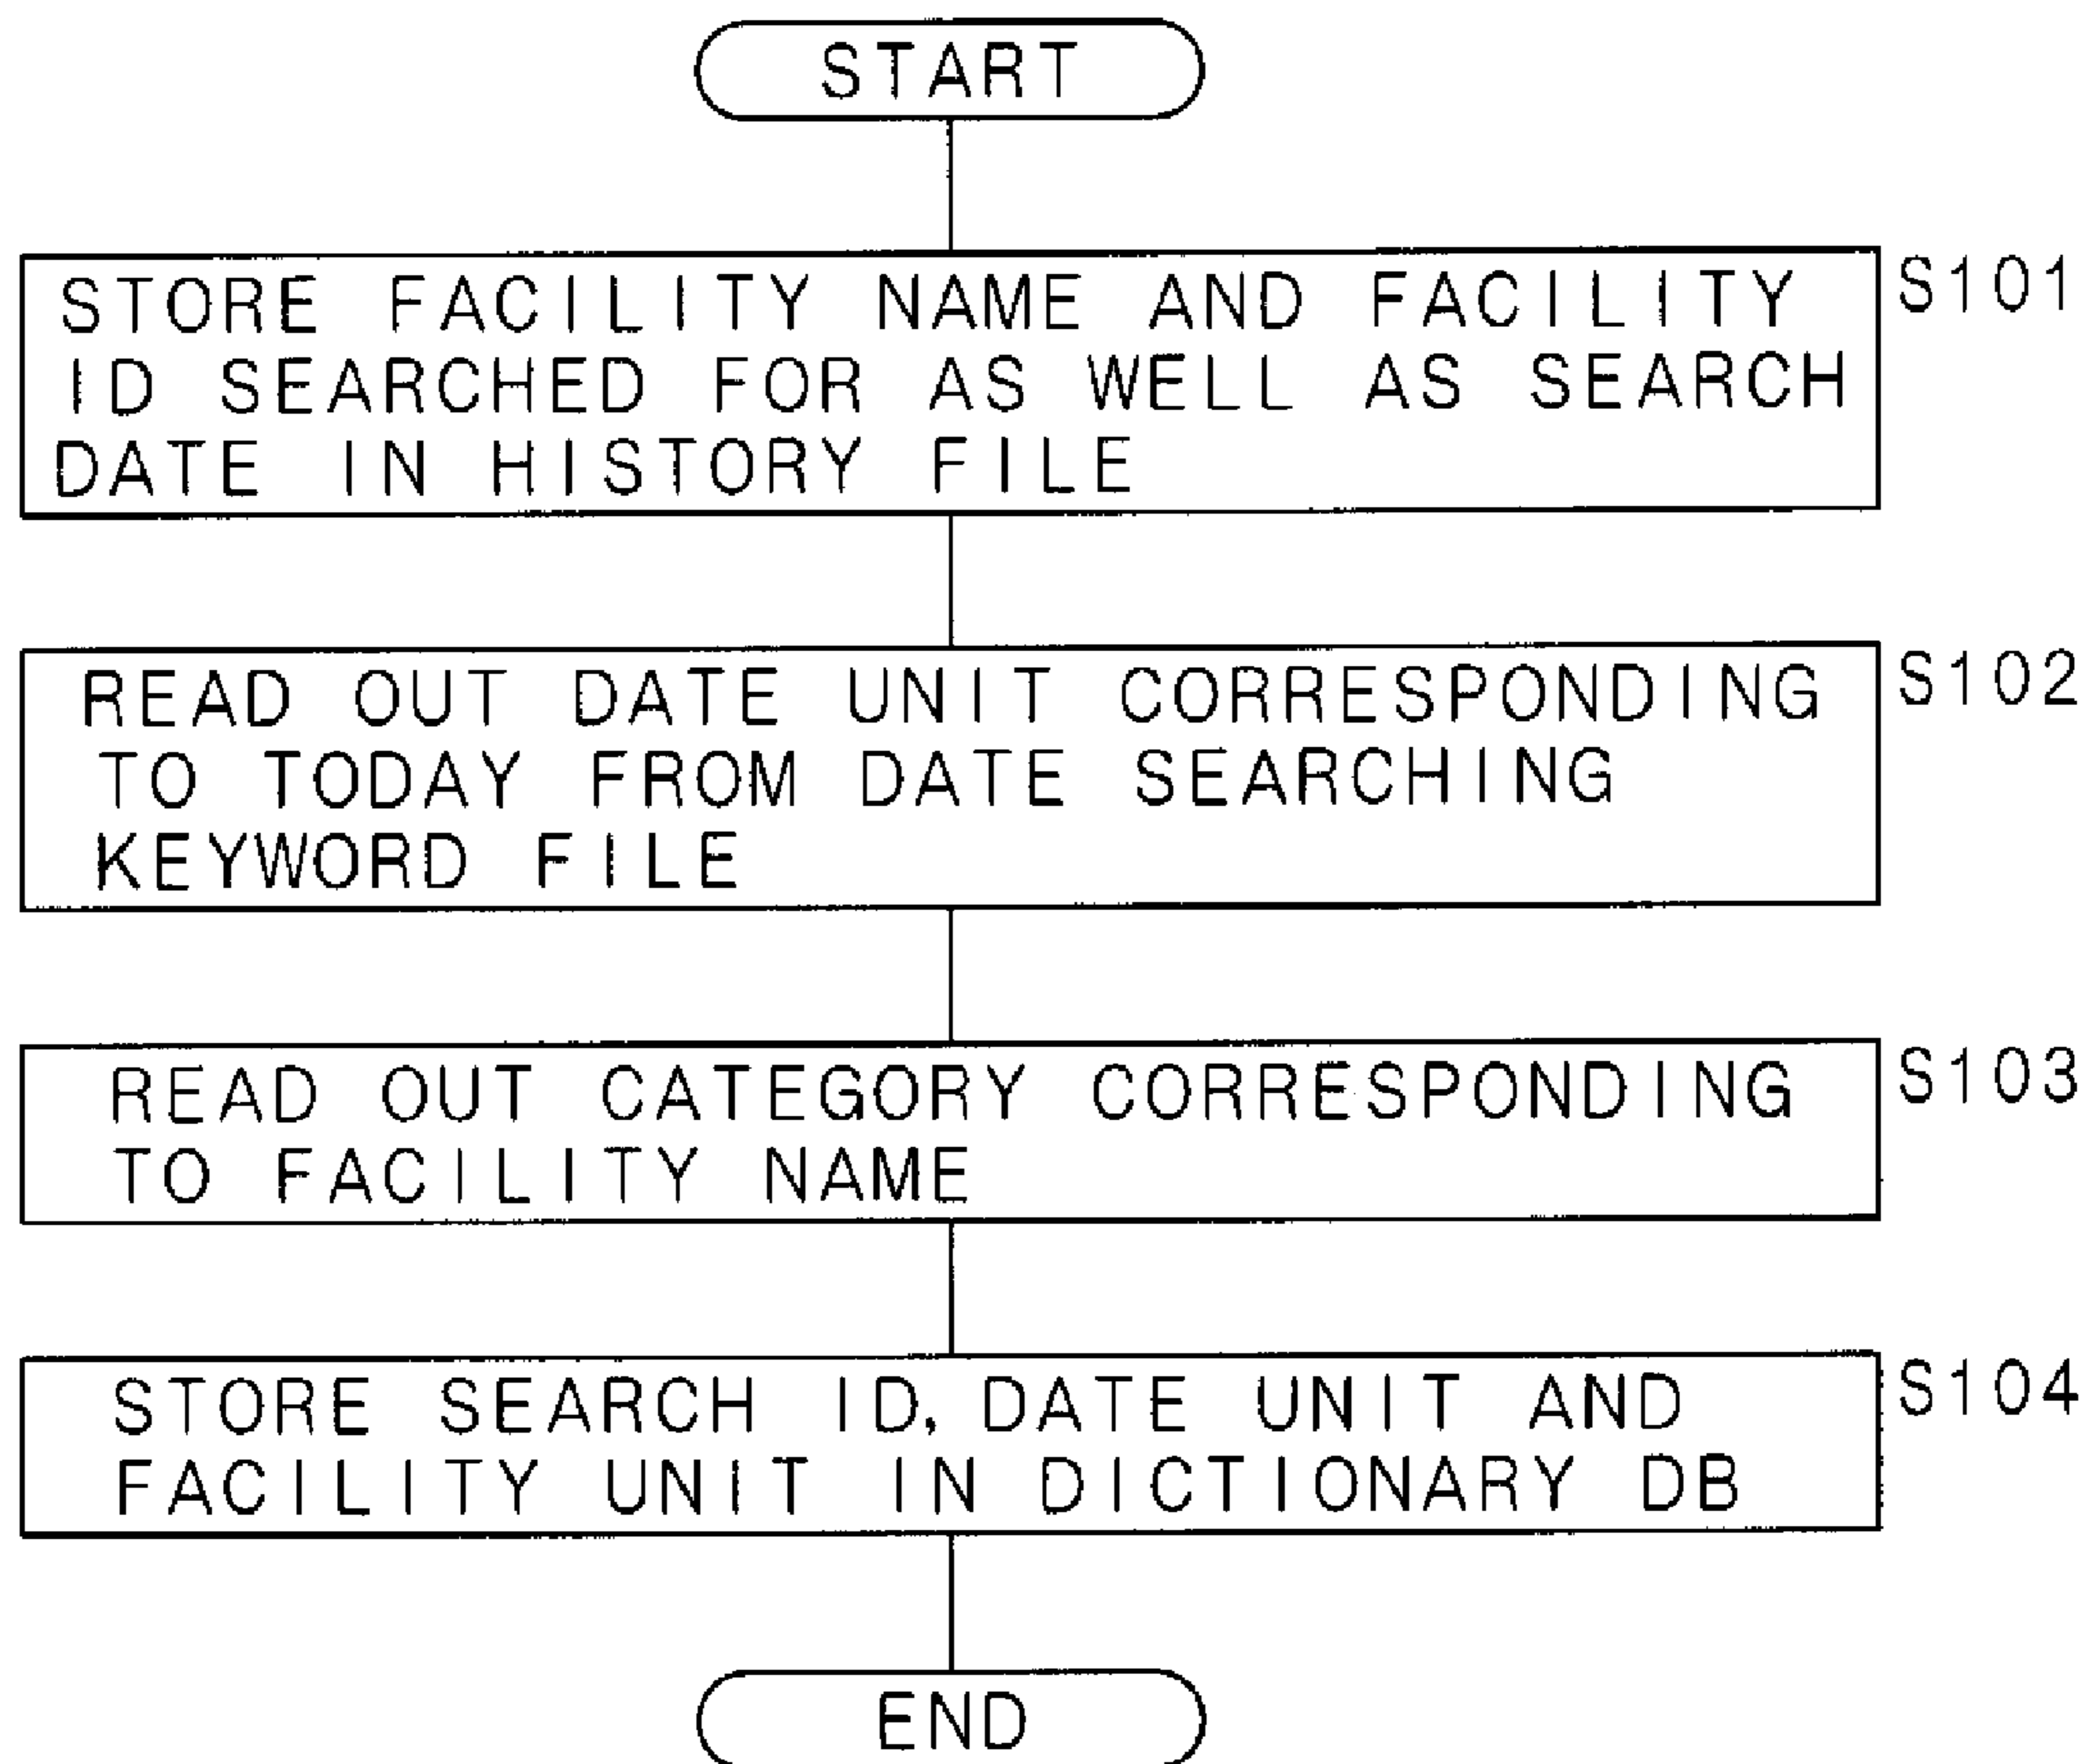 START
STORE FACILITY NAME AND FACILITY S101
ID SEARCHED FOR AS WELL AS SEARCH
DATE IN HISTORY FILE
READ OUT DATE UNIT CORRESPONDING S102
TO TODAY FROM DATE SEARCHING
KEYWORD FILE
READ OUT CATEGORY CORRESPONDING S103
TO FACILITY NAME
STORE SEARCH ID, DATE UNIT AND S104
FACILITY UNIT IN DICTIONARY DB
END